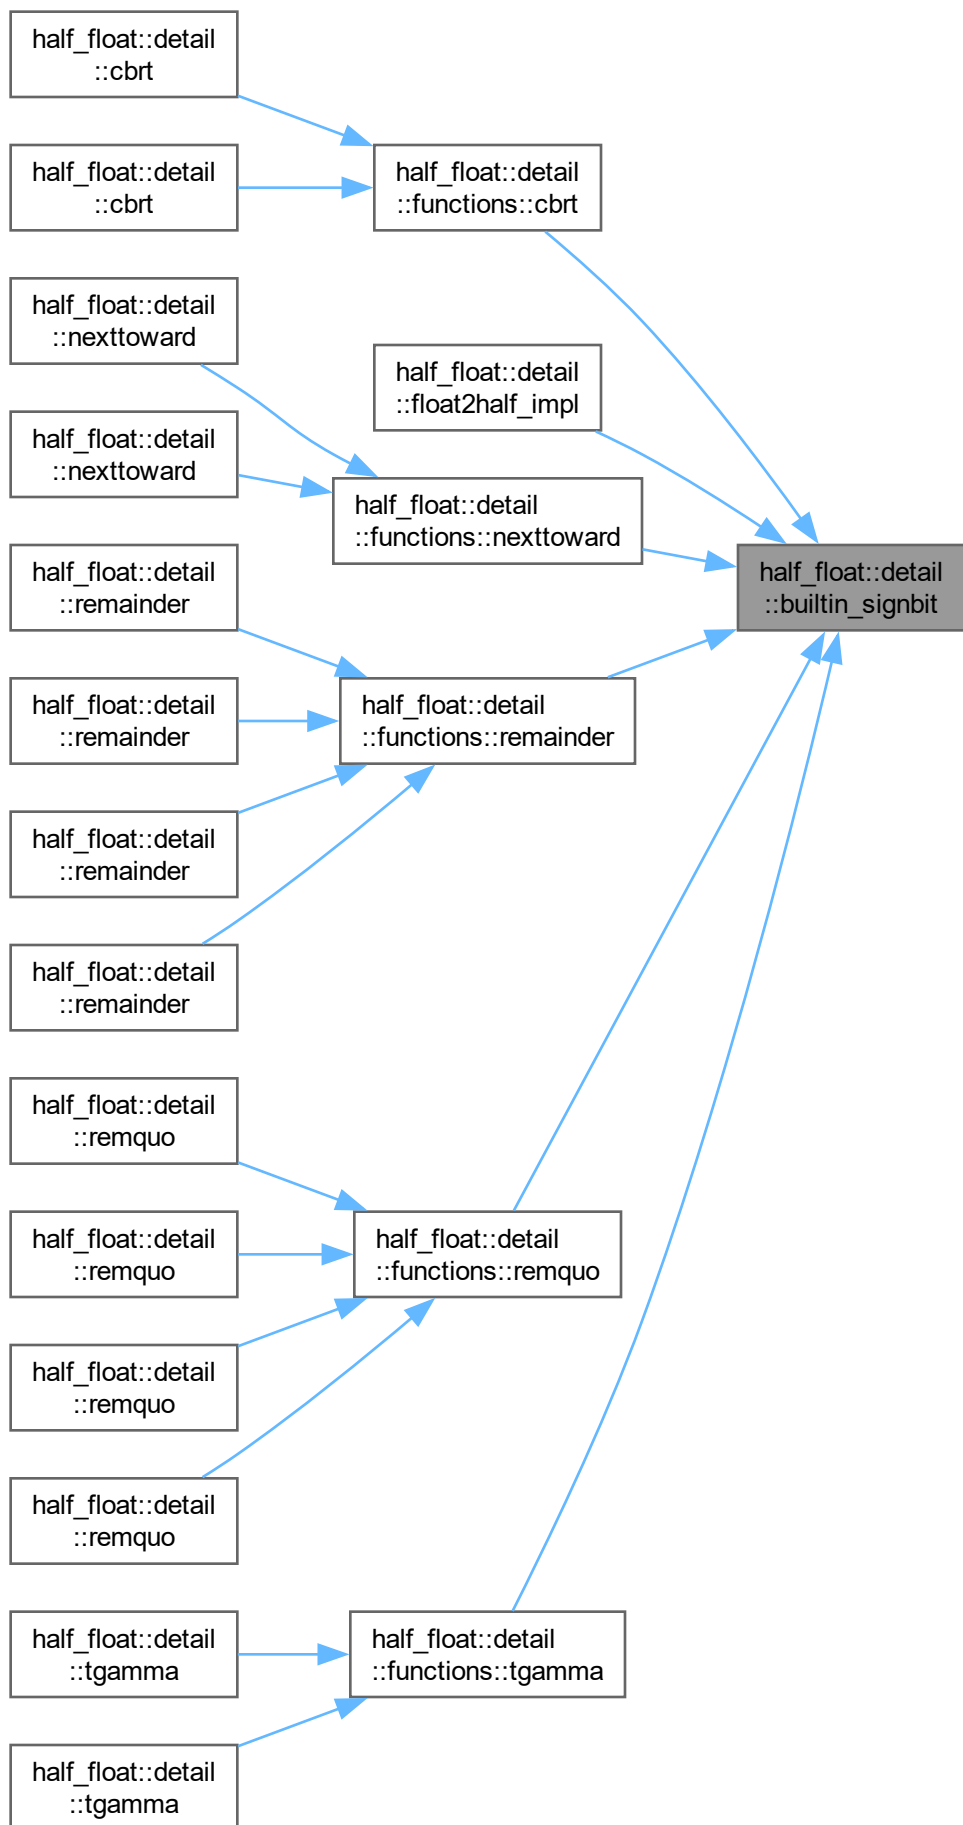 half_float::detail
::cbrt
half_float::detail
::cbrt
half_float::detail
::functions::cbrt
half_float::detail
::nexttoward
half_float::detail
::float2half_impl
half_float::detail
::nexttoward
half_float::detail
::functions::nexttoward
half_float::detail
::remainder
half_float::detail
::builtin_signbit
half_float::detail
::remainder
half_float::detail
::functions::remainder
half_float::detail
::remainder
half_float::detail
::remainder
half_float::detail
::remquo
half_float::detail
::remquo
half_float::detail
::functions::remquo
half_float::detail
::remquo
half_float::detail
::remquo
half_float::detail
::tgamma
half_float::detail
::functions::tgamma
half_float::detail
::tgamma